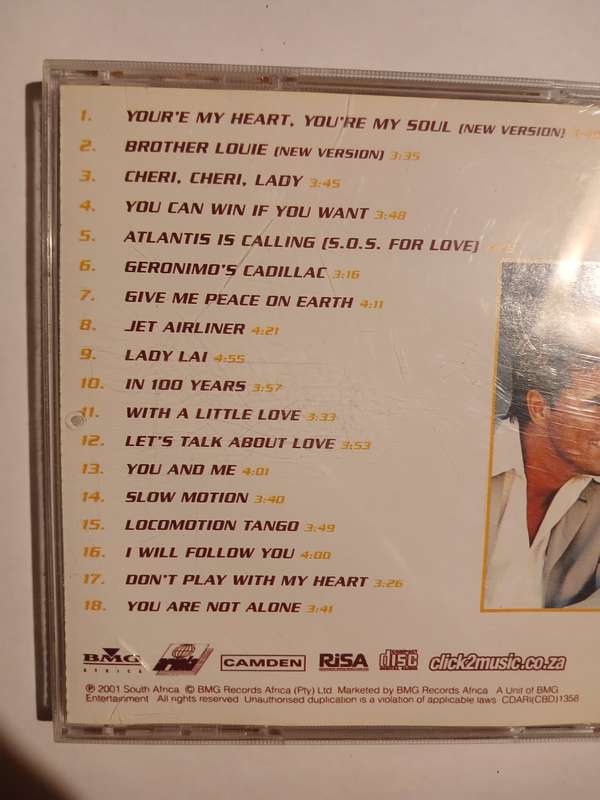 1. YOUR'E MY HEART, YOU'RE MY SOUL (NEW VERSION)
2. BROTHER LOUIE (NEW VERSION) 3:35
3. CHERI, CHERI, LADY 3:45
4. YOU CAN WIN IF YOU WANT 3:48
5. ATLANTIS IS CALLING (S.O.S. FOR LOVE)
6. GERONIMO'S CADILLAC 3:16
7. GIVE ME PEACE ON EARTH 4:11
8. JET AIRLINER 4:21
9. LADY LAI 4:55
10. IN 100 YEARS 3:57
11. WITH A LITTLE LOVE 3:33
12. LET'S TALK ABOUT LOVE 3:53
13. YOU AND ME 4:01
14. SLOW MOTION 3:40
15. LOCOMOTION TANGO 3:49
16. I WILL FOLLOW YOU 4:00
17. DON'T PLAY WITH MY HEART 3:26
18. YOU ARE NOT ALONE 3:41
BMG AFRICA CAMDEN RiSA COMPACT disc DIGITAL AUDIO click2music.co.za
℗ 2001 South Africa © BMG Records Africa (Pty) Ltd Marketed by BMG Records Africa A Unit of BMG
Entertainment All rights reserved Unauthorised duplication is a violation of applicable laws CDARI(CBD)1358